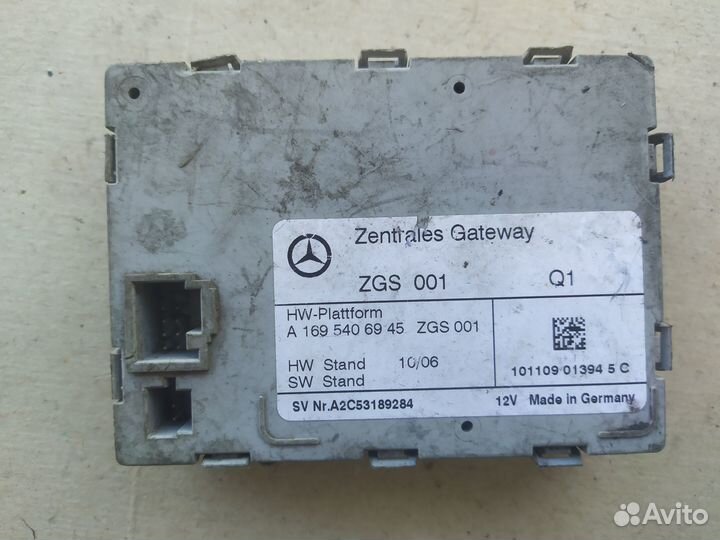 Zentrales Gateway
ZGS 001 Q1
HW-Plattform
A 169 540 69 45 ZGS 001
HW Stand 10/06
SW Stand
101109 01394 5 C
SV Nr.A2C53189284 12V Made in Germany
Avito